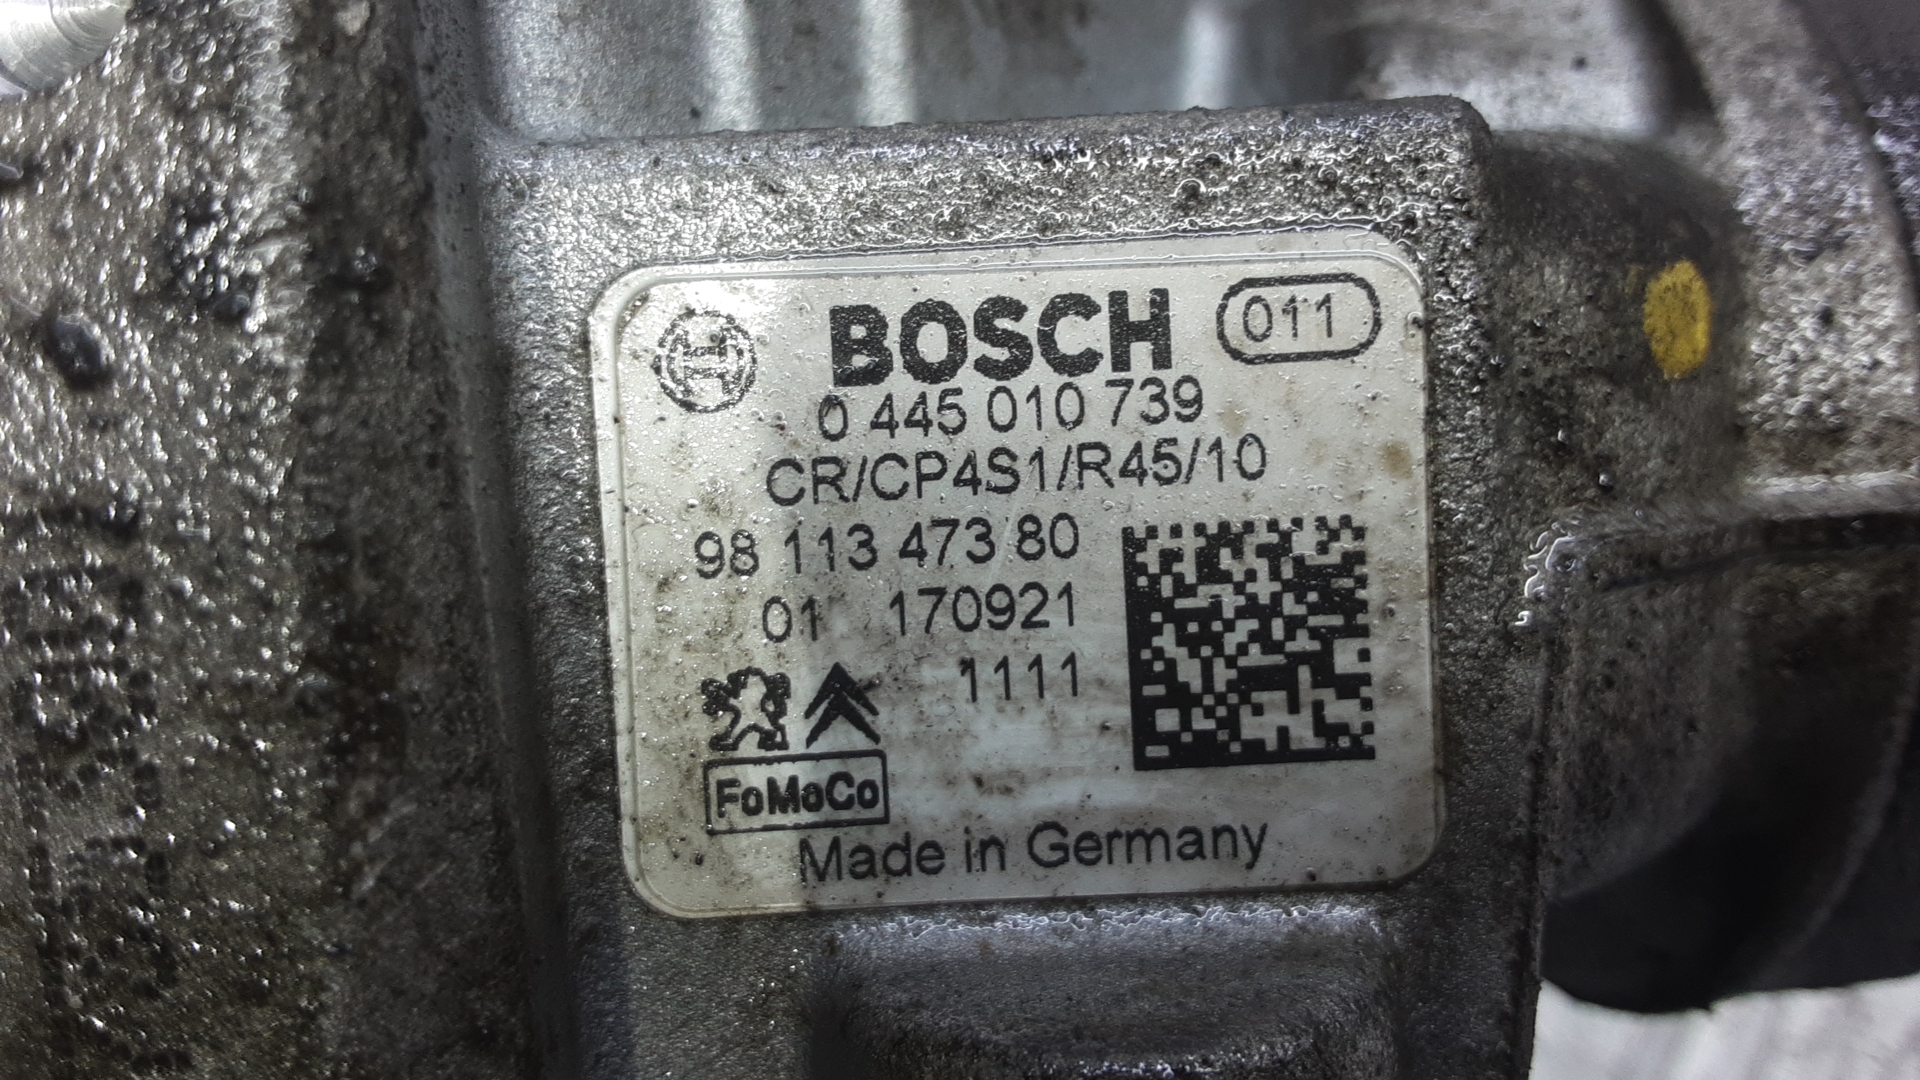 BOSCH 011
0 445 010 739
CR/CP4S1/R45/10
98 113 473 80
01 170921
1111
FoMoCo
Made in Germany